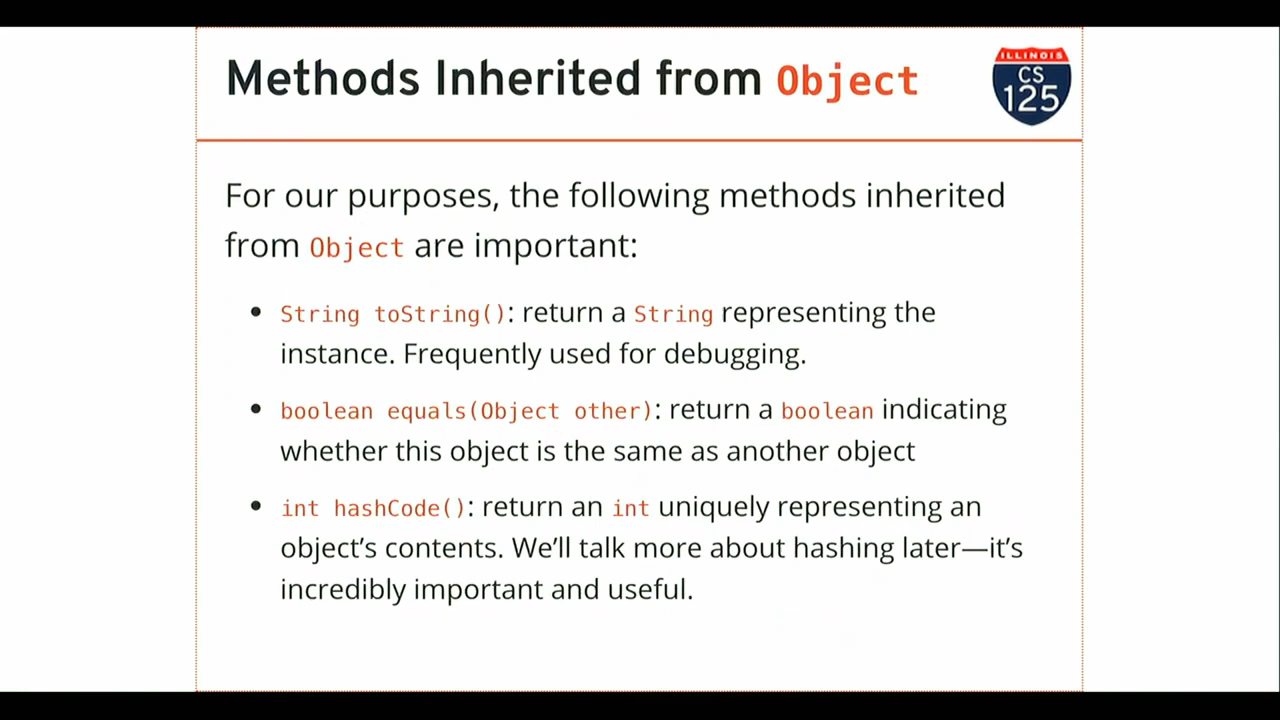 Methods Inherited from Object
ILLINOIS
CS
125
For our purposes, the following methods inherited
from Object are important:
• String toString(): return a String representing the
instance. Frequently used for debugging.
• boolean equals(Object other): return a boolean indicating
whether this object is the same as another object
• int hashCode(): return an int uniquely representing an
object’s contents. We’ll talk more about hashing later—it’s
incredibly important and useful.